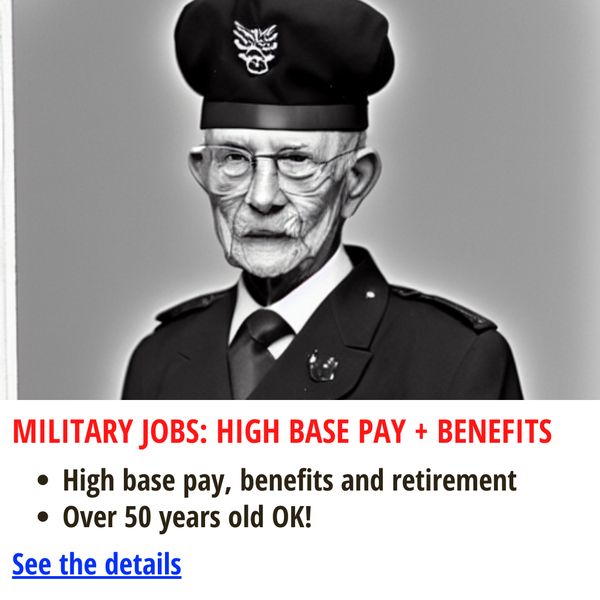 MILITARY JOBS: HIGH BASE PAY + BENEFITS
• High base pay, benefits and retirement
• Over 50 years old OK!
See the details